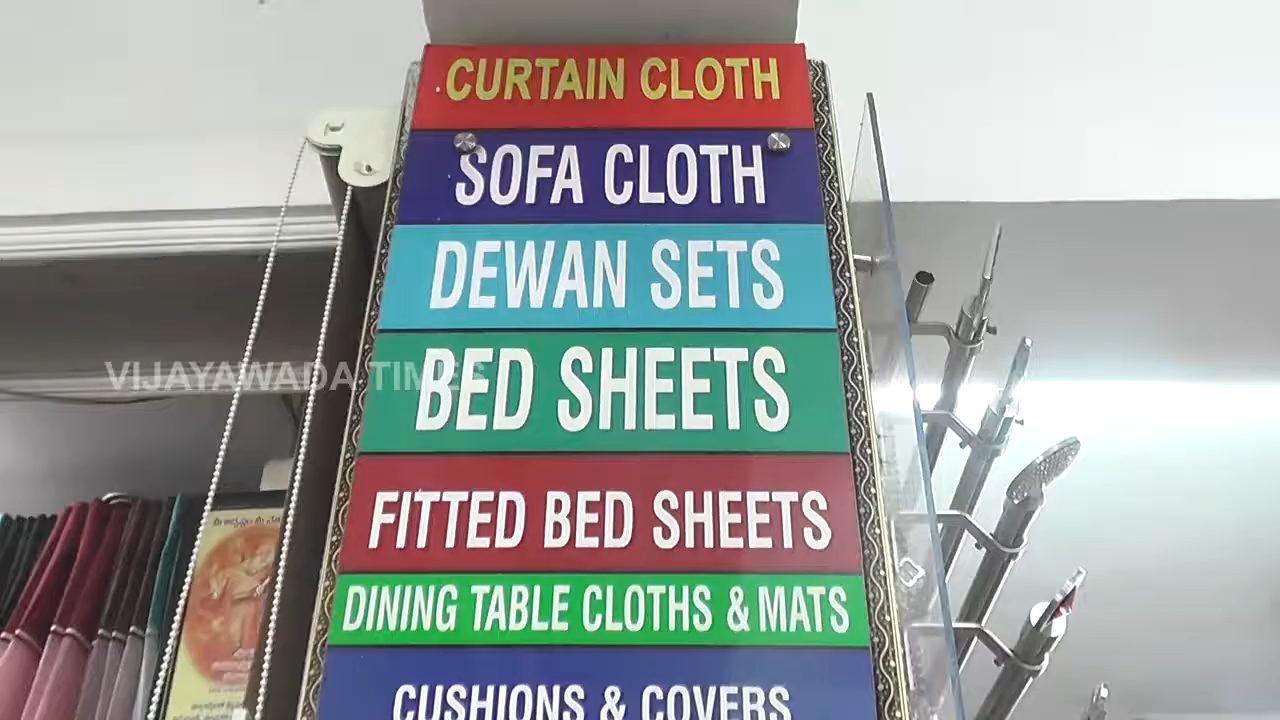 CURTAIN CLOTH
SOFA CLOTH
DEWAN SETS
VIJAYAWADA TIMES
BED SHEETS
FITTED BED SHEETS
DINING TABLE CLOTHS & MATS
CUSHIONS & COVERS